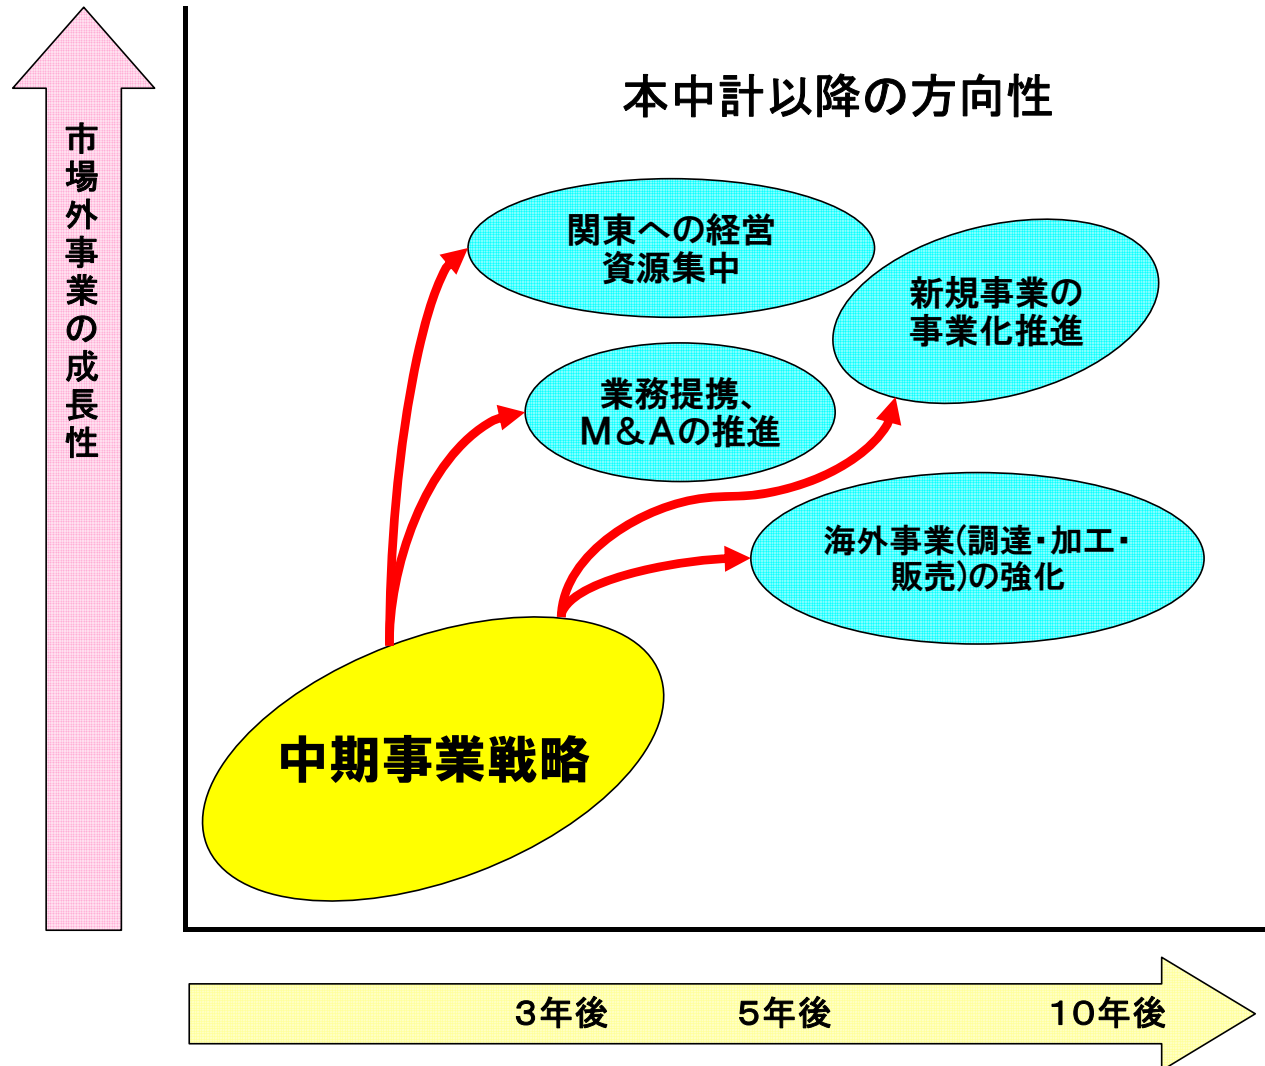 本中計以降の方向性
市場外事業の成長性
関東への経営
資源集中
新規事業の
事業化推進
業務提携、
M&Aの推進
海外事業(調達・加工・
販売)の強化
中期事業戦略
3年後
5年後
10年後